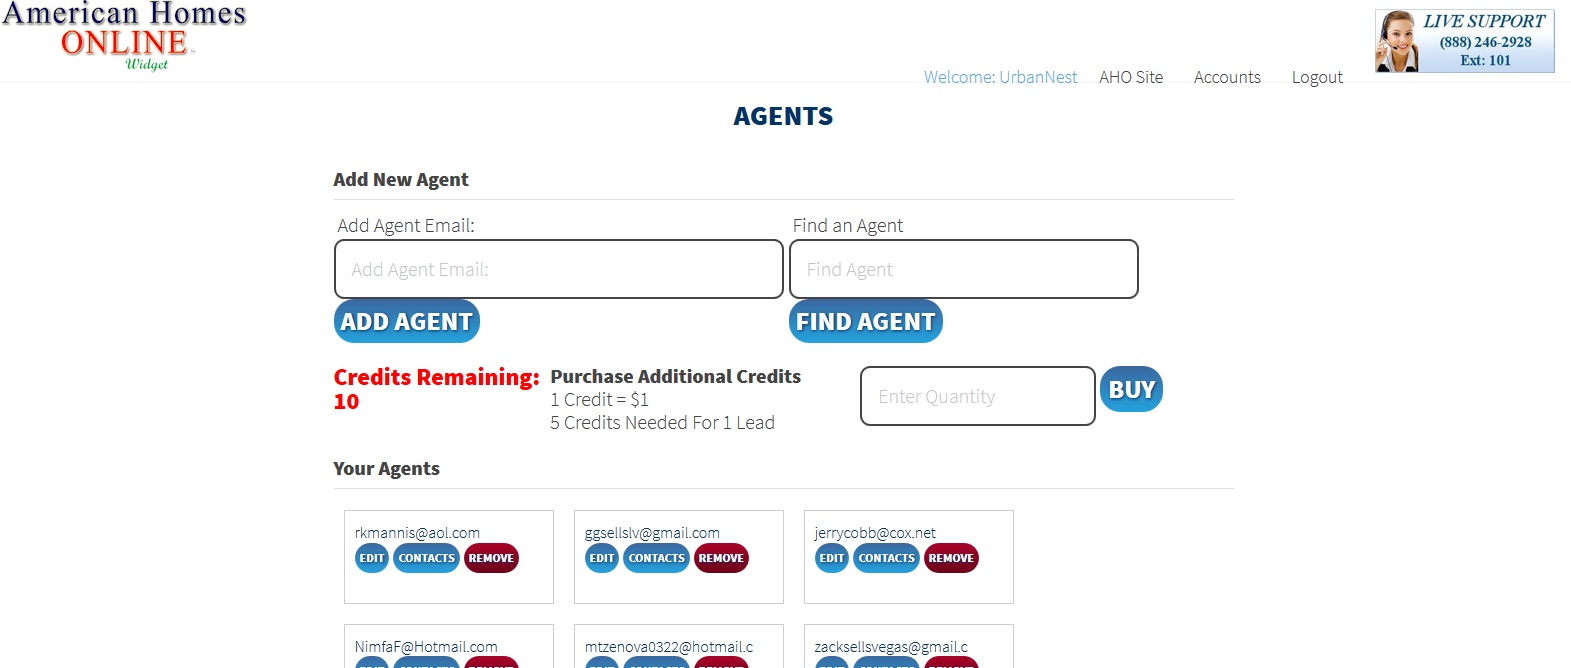 American Homes
ONLINE
Widget
LIVE SUPPORT
(888) 246-2928
Ext: 101
Welcome: UrbanNest AHO Site Accounts Logout
AGENTS
Add New Agent
Add Agent Email: Find an Agent
Add Agent Email: Find Agent
ADD AGENT FIND AGENT
Credits Remaining:
10
Purchase Additional Credits
1 Credit = $1
5 Credits Needed For 1 Lead
Enter Quantity BUY
Your Agents
rkmannis@aol.com
EDIT CONTACTS REMOVE
ggsellslv@gmail.com
EDIT CONTACTS REMOVE
jerrycobb@cox.net
EDIT CONTACTS REMOVE
NimfaF@Hotmail.com
mtzenova0322@hotmail.c
zacksellsvegas@gmail.c